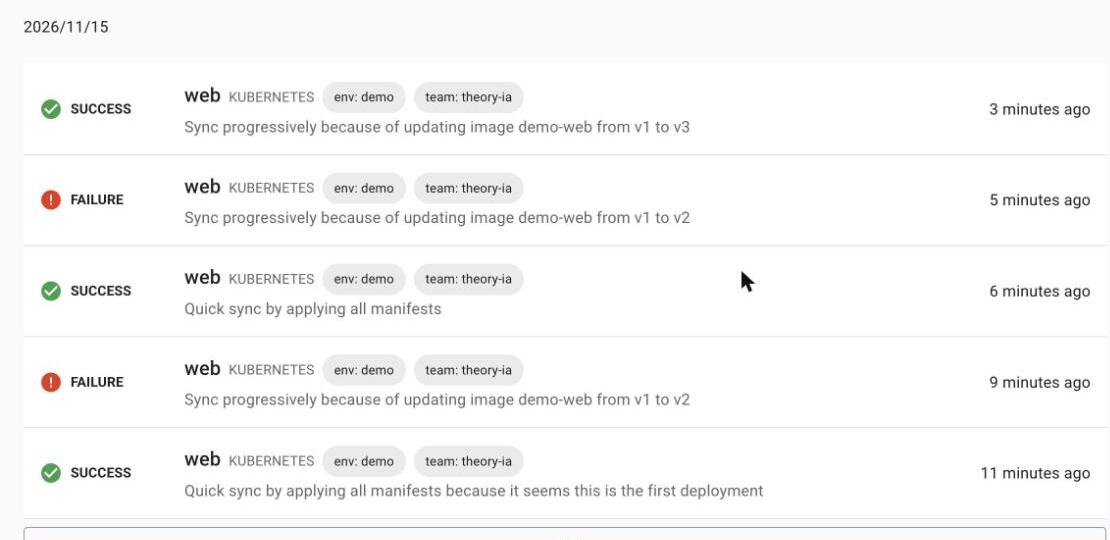 2026/11/15
SUCCESS
web KUBERNETES env: demo team: theory-ia
Sync progressively because of updating image demo-web from v1 to v3
3 minutes ago
FAILURE
web KUBERNETES env: demo team: theory-ia
Sync progressively because of updating image demo-web from v1 to v2
5 minutes ago
SUCCESS
web KUBERNETES env: demo team: theory-ia
Quick sync by applying all manifests
6 minutes ago
FAILURE
web KUBERNETES env: demo team: theory-ia
Sync progressively because of updating image demo-web from v1 to v2
9 minutes ago
SUCCESS
web KUBERNETES env: demo team: theory-ia
Quick sync by applying all manifests because it seems this is the first deployment
11 minutes ago